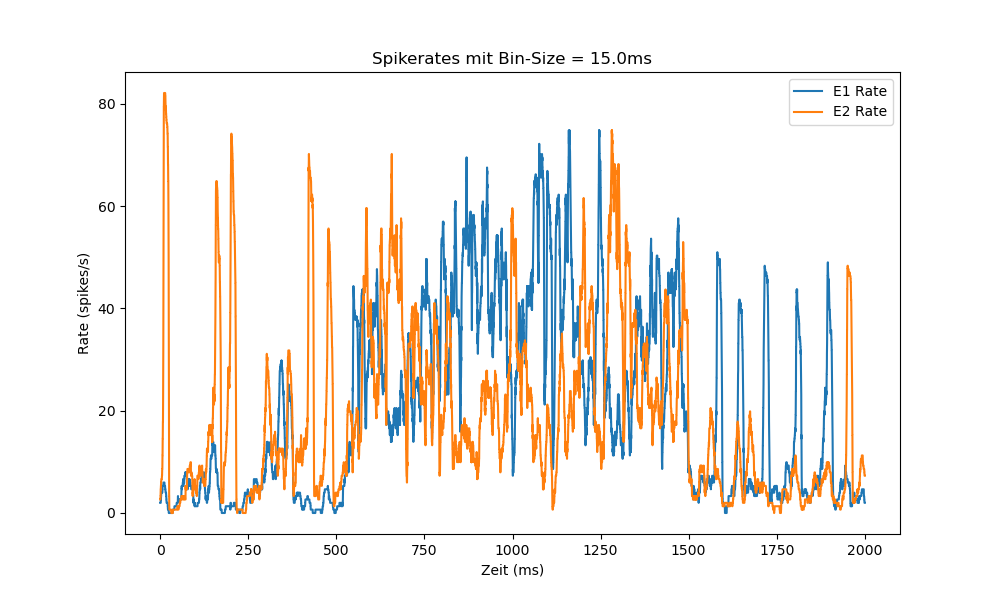 Spikerates mit Bin-Size = 15.0ms
E1 Rate
E2 Rate
80
60
40
20
0
Rate (spikes/s)
0 250 500 750 1000 1250 1500 1750 2000
Zeit (ms)